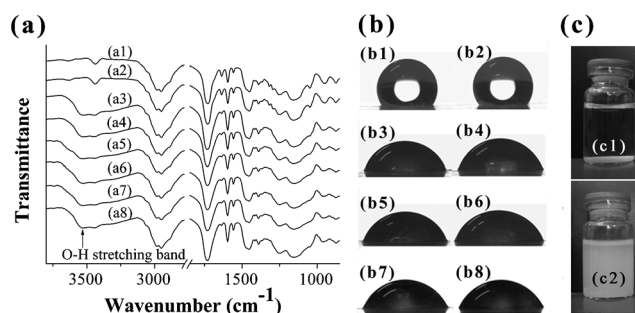 (a)
(a1)
(a2)
(a3)
(a4)
(a5)
(a6)
(a7)
(a8)
O-H stretching band
Transmittance
3500 3000 1500 1000
Wavenumber (cm⁻¹)
(b)
(b1) (b2)
(b3) (b4)
(b5) (b6)
(b7) (b8)
(c)
(c1)
(c2)